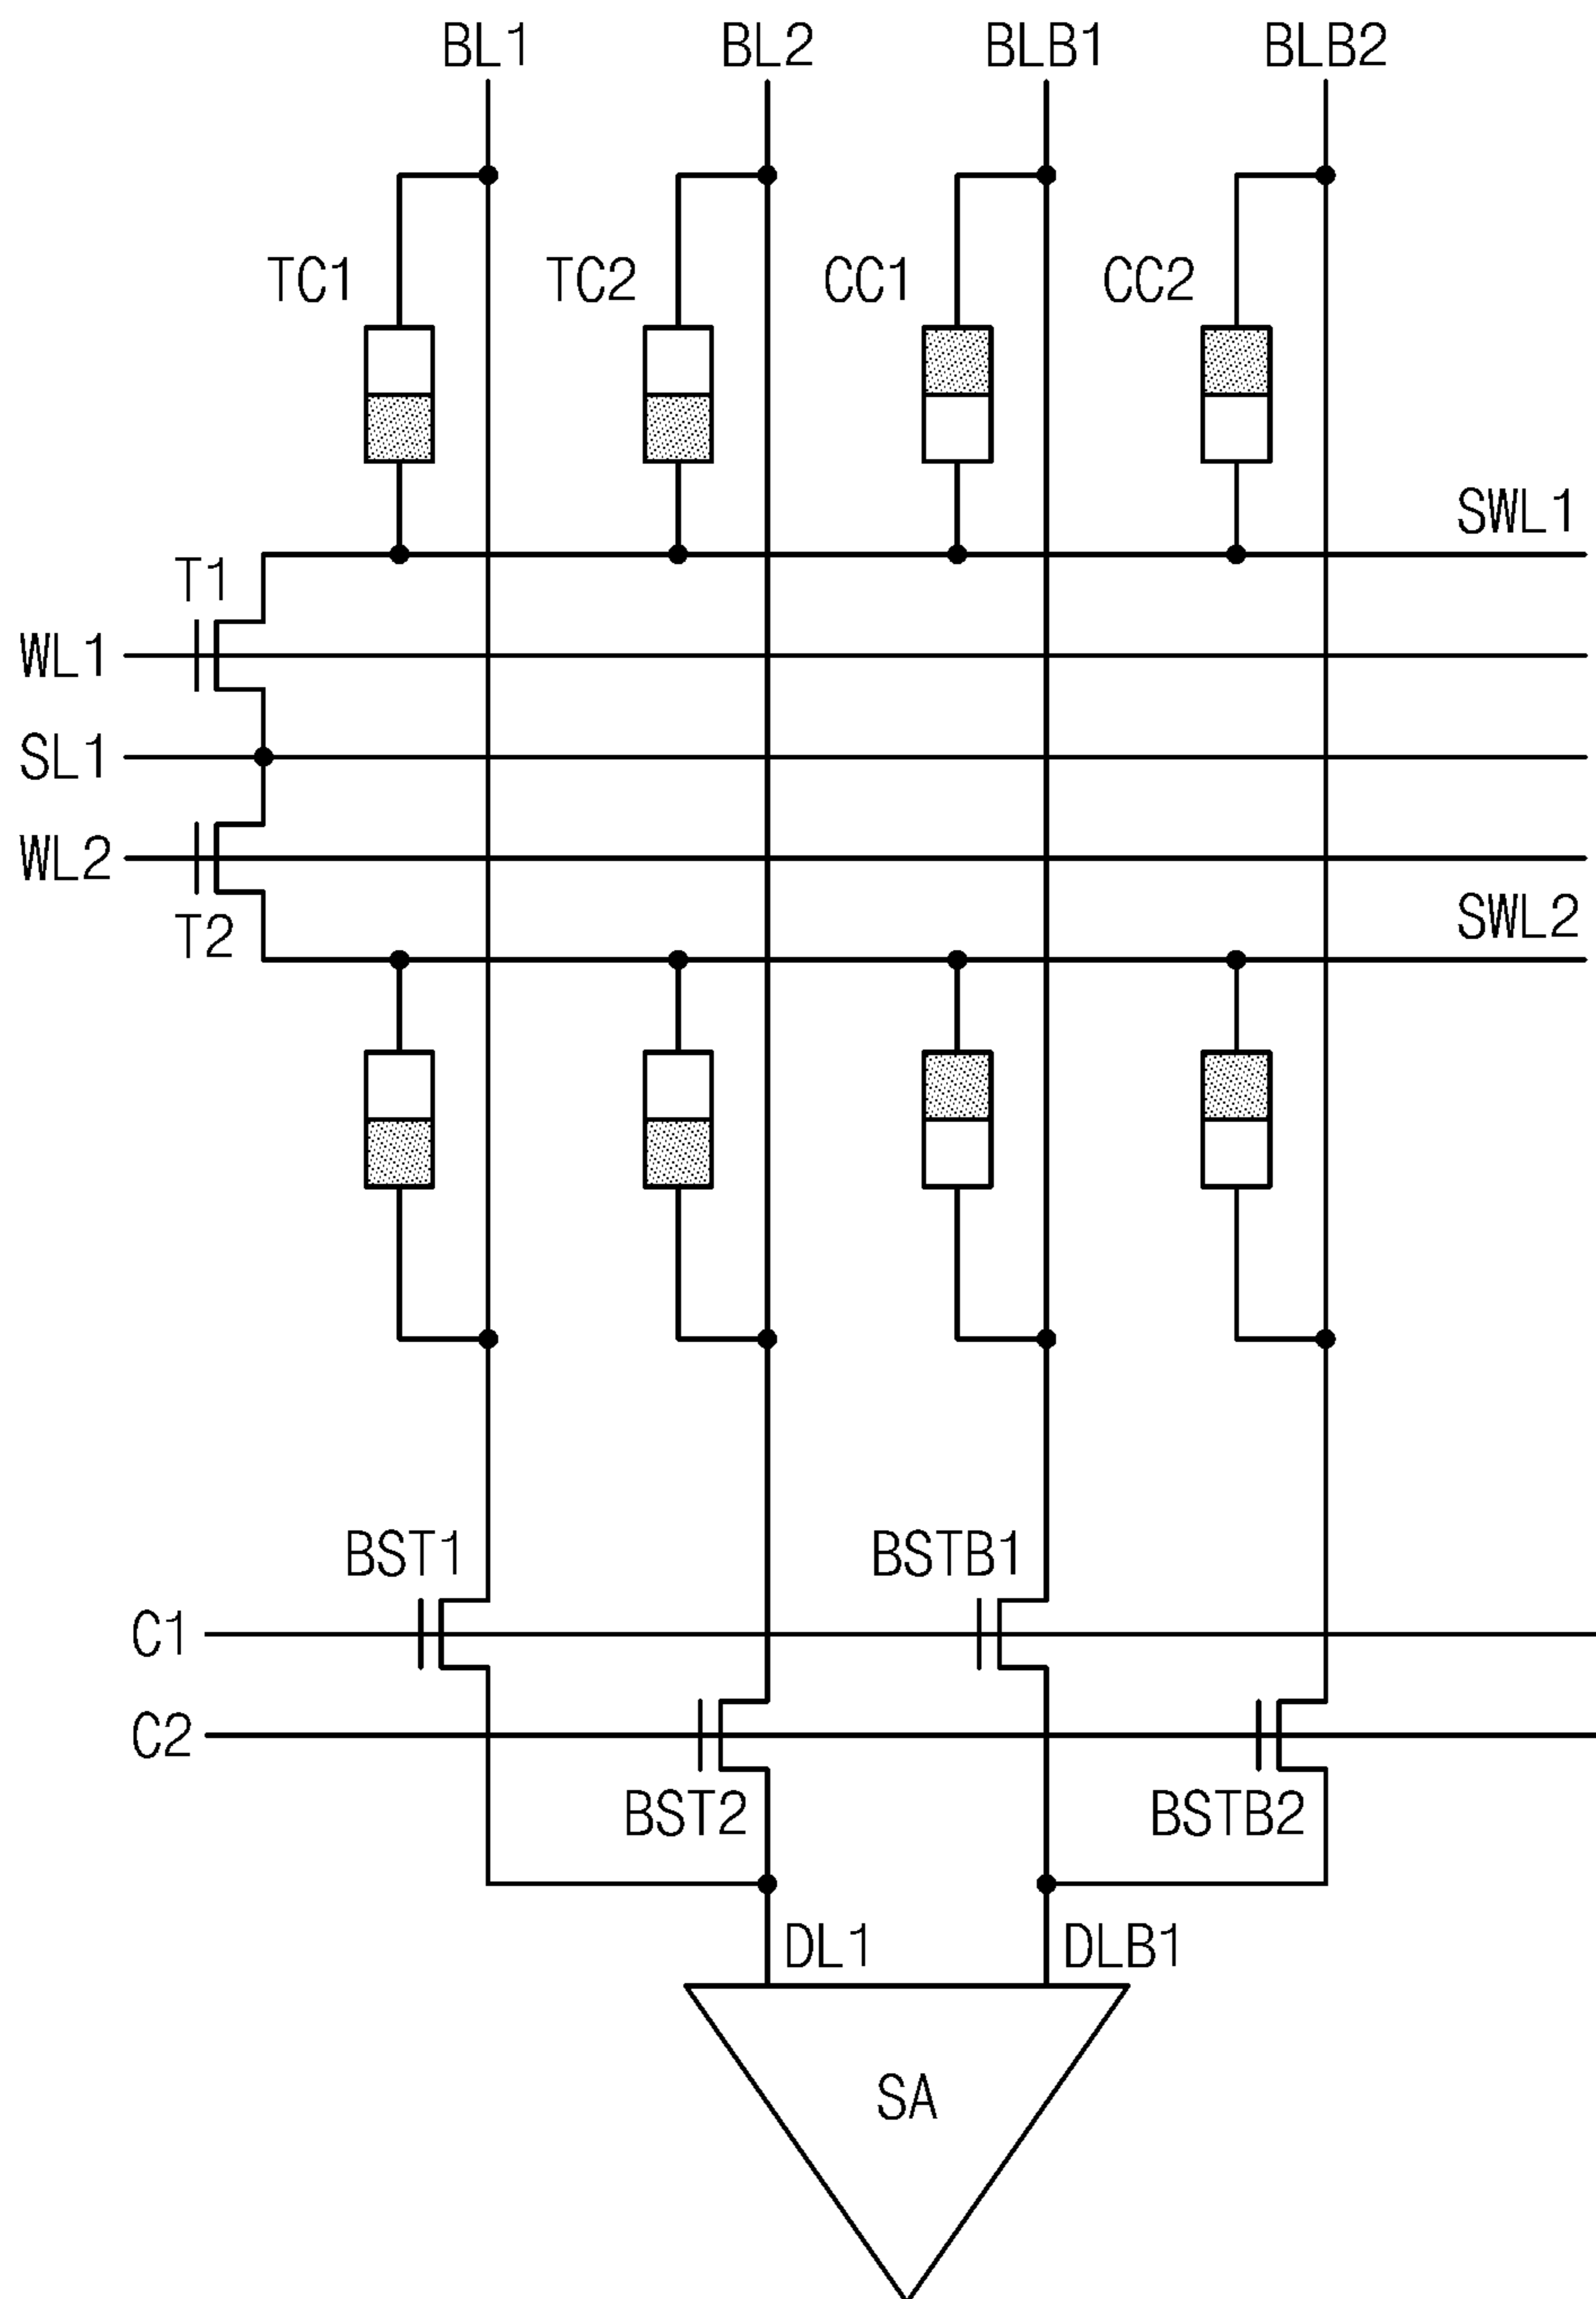 BL1 BL2 BLB1 BLB2
TC1 TC2 CC1 CC2
SWL1
T1
WL1
SL1
WL2
SWL2
T2
BST1 BSTB1
C1
C2
BST2 BSTB2
DL1 DLB1
SA